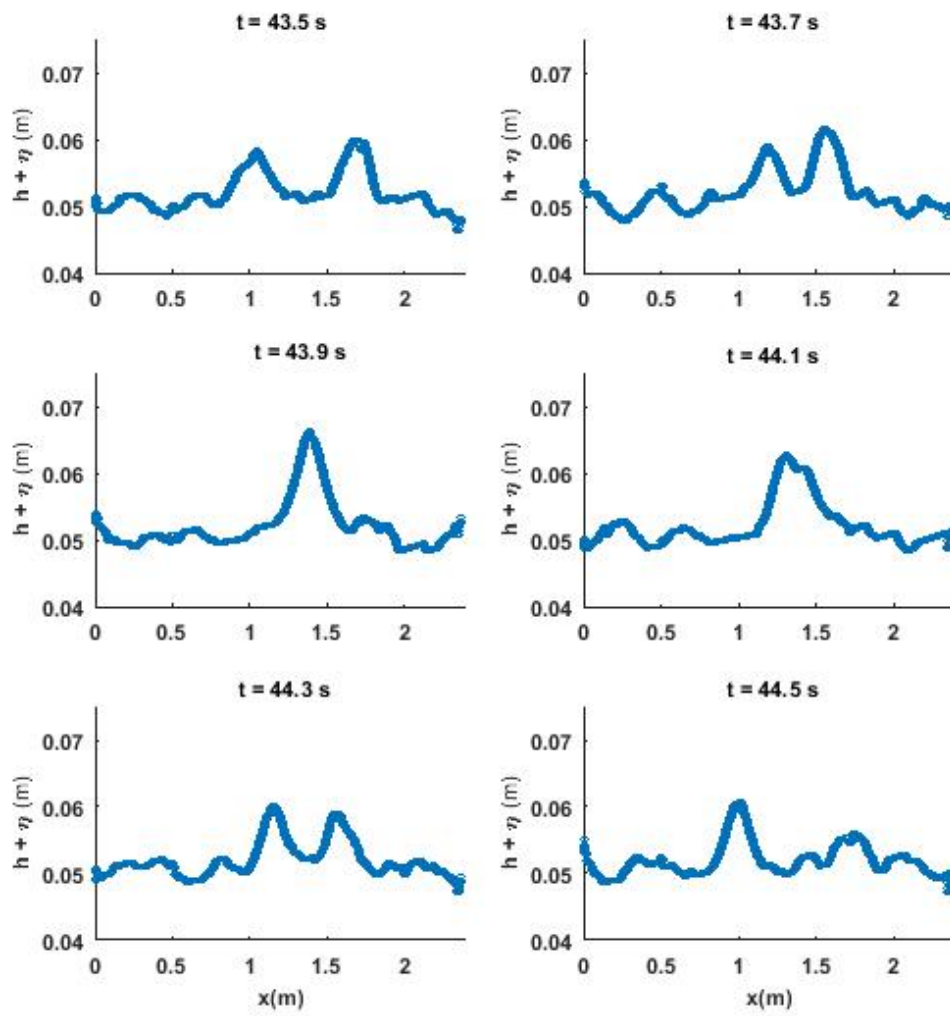 t = 43.5 s
h + η (m)
0.07
0.06
0.05
0.04
0 0.5 1 1.5 2
t = 43.7 s
h + η (m)
0.07
0.06
0.05
0.04
0 0.5 1 1.5 2
t = 43.9 s
h + η (m)
0.07
0.06
0.05
0.04
0 0.5 1 1.5 2
t = 44.1 s
h + η (m)
0.07
0.06
0.05
0.04
0 0.5 1 1.5 2
t = 44.3 s
h + η (m)
0.07
0.06
0.05
0.04
0 0.5 1 1.5 2
x(m)
t = 44.5 s
h + η (m)
0.07
0.06
0.05
0.04
0 0.5 1 1.5 2
x(m)